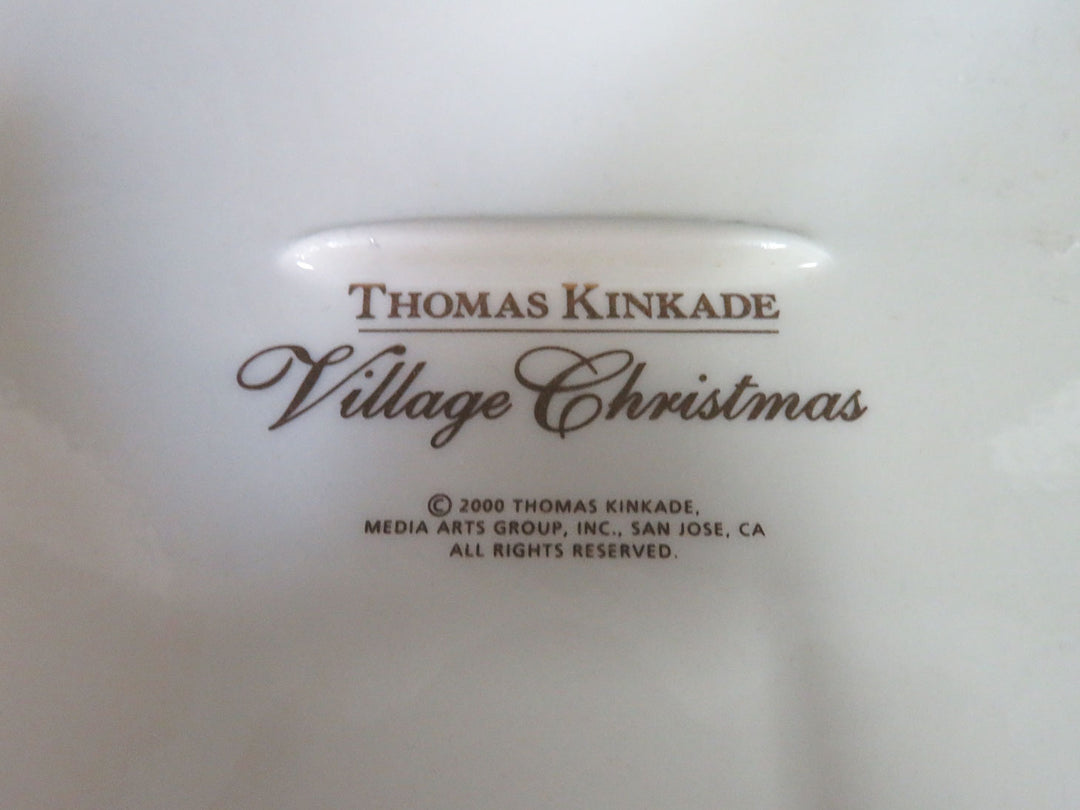 THOMAS KINKADE
Village Christmas
© 2000 THOMAS KINKADE,
MEDIA ARTS GROUP, INC., SAN JOSE, CA
ALL RIGHTS RESERVED.